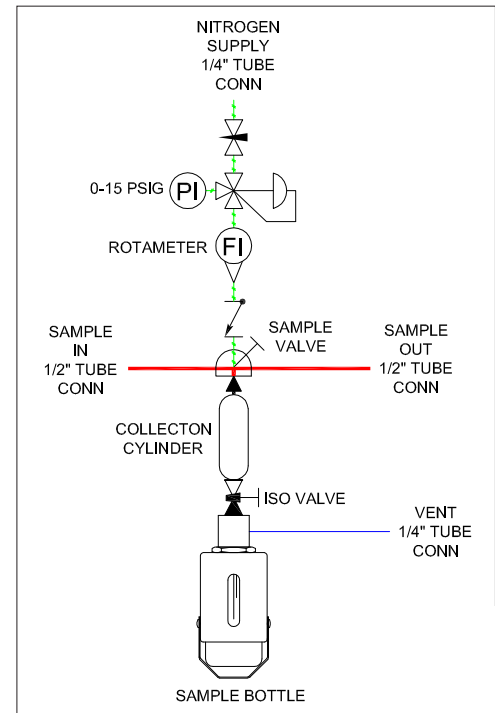 NITROGEN
SUPPLY
1/4" TUBE
CONN
0-15 PSIG
PI
ROTAMETER
FI
SAMPLE
IN
1/2" TUBE
CONN
SAMPLE
VALVE
SAMPLE
OUT
1/2" TUBE
CONN
COLLECTON
CYLINDER
ISO VALVE
VENT
1/4" TUBE
CONN
SAMPLE BOTTLE